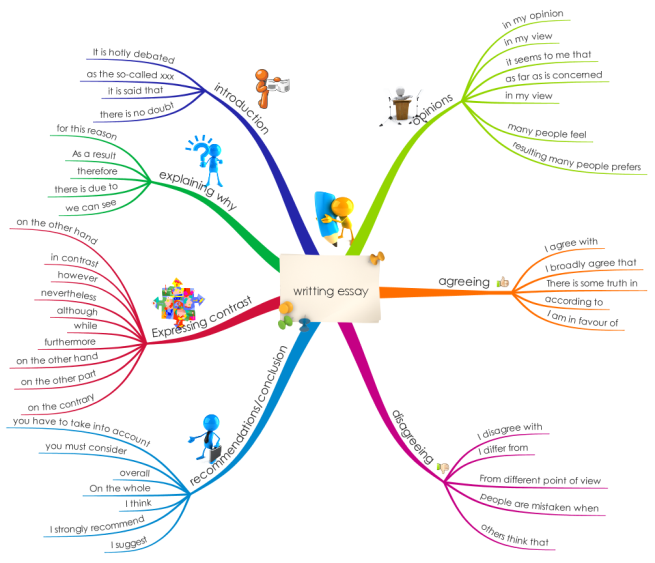 writting essay
introduction
It is hotly debated
as the so-called xxx
it is said that
there is no doubt
explaining why
for this reason
As a result
therefore
there is due to
we can see
Expressing contrast
on the other hand
in contrast
however
nevertheless
although
while
furthermore
on the other hand
on the other part
on the contrary
recommendations/conclusion
you have to take into account
you must consider
overall
On the whole
I think
I strongly recommend
I suggest
opinions
in my opinion
in my view
it seems to me that
as far as is concerned
in my view
many people feel
resulting many people prefers
agreeing
I agree with
I broadly agree that
There is some truth in
according to
I am in favour of
disagreeing
I disagree with
I differ from
From different point of view
people are mistaken when
others think that